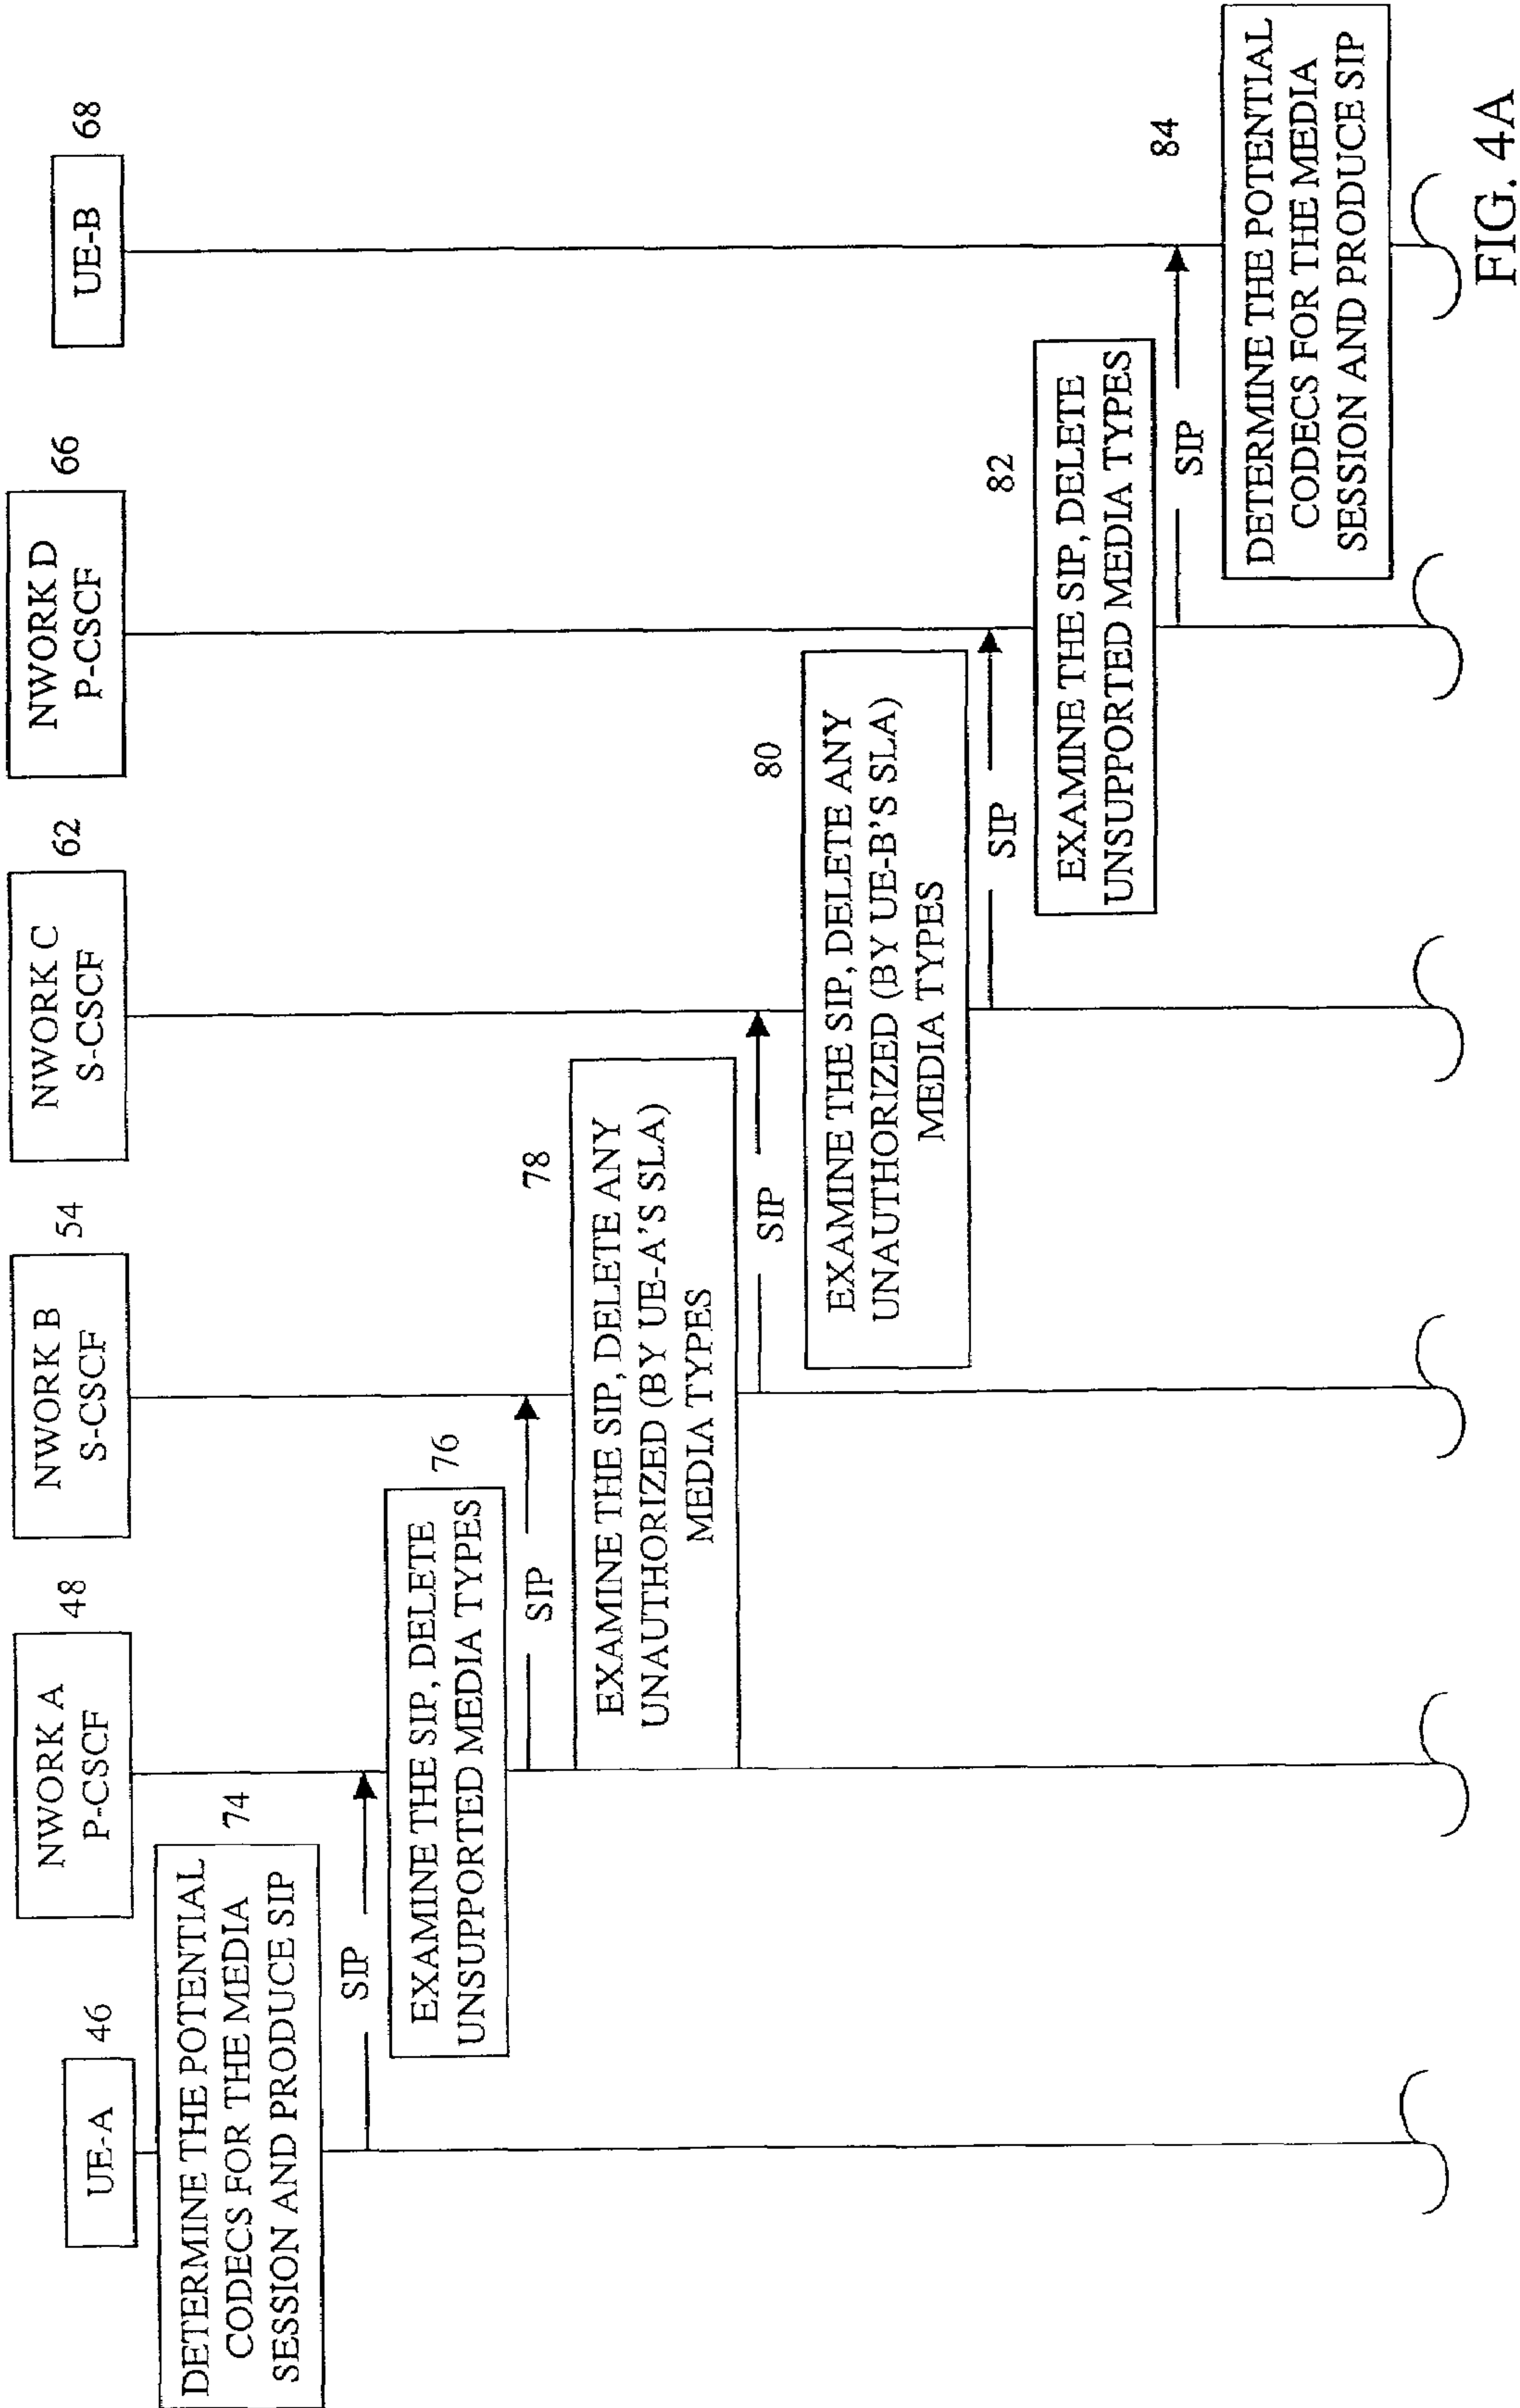 UE-A
46
NWORK A
P-CSCF
48
NWORK B
S-CSCF
54
NWORK C
S-CSCF
62
NWORK D
P-CSCF
66
UE-B
68
DETERMINE THE POTENTIAL
CODECS FOR THE MEDIA
SESSION AND PRODUCE SIP
74
SIP
EXAMINE THE SIP, DELETE
UNSUPPORTED MEDIA TYPES
76
SIP
EXAMINE THE SIP, DELETE ANY
UNAUTHORIZED (BY UE-A'S SLA)
MEDIA TYPES
78
SIP
EXAMINE THE SIP, DELETE ANY
UNAUTHORIZED (BY UE-B'S SLA)
MEDIA TYPES
80
SIP
EXAMINE THE SIP, DELETE
UNSUPPORTED MEDIA TYPES
82
SIP
DETERMINE THE POTENTIAL
CODECS FOR THE MEDIA
SESSION AND PRODUCE SIP
84
FIG. 4A